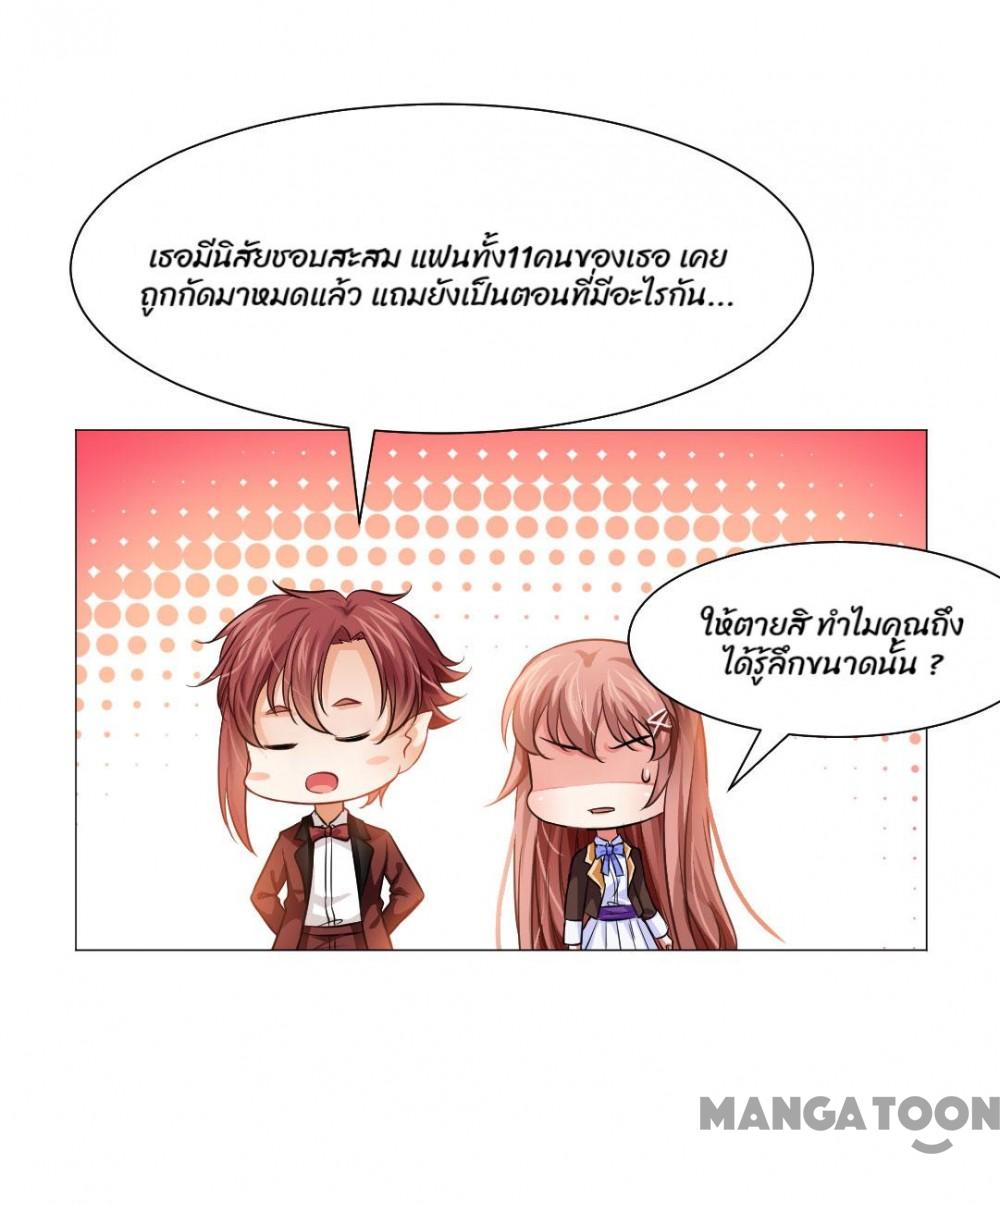 เธอมีนิสัยชอบสะสม แฟนทั้ง11คนของเธอ เคย
ถูกกัดมาหมดแล้ว แถมยังเป็นตอนที่มีอะไรกัน...
ให้ตายสิ ทำไมคุณถึง
ได้รู้ลึกขนาดนั้น ?
MANGATOON